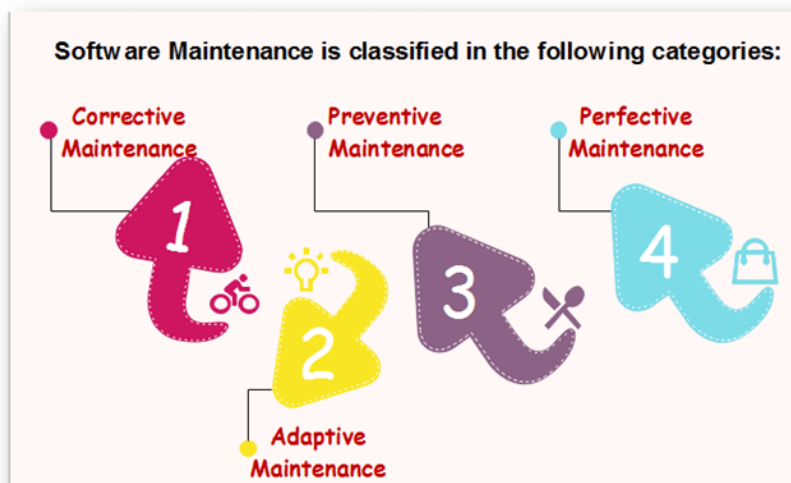 Software Maintenance is classified in the following categories:
Corrective
Maintenance
1
Adaptive
Maintenance
2
Preventive
Maintenance
3
Perfective
Maintenance
4